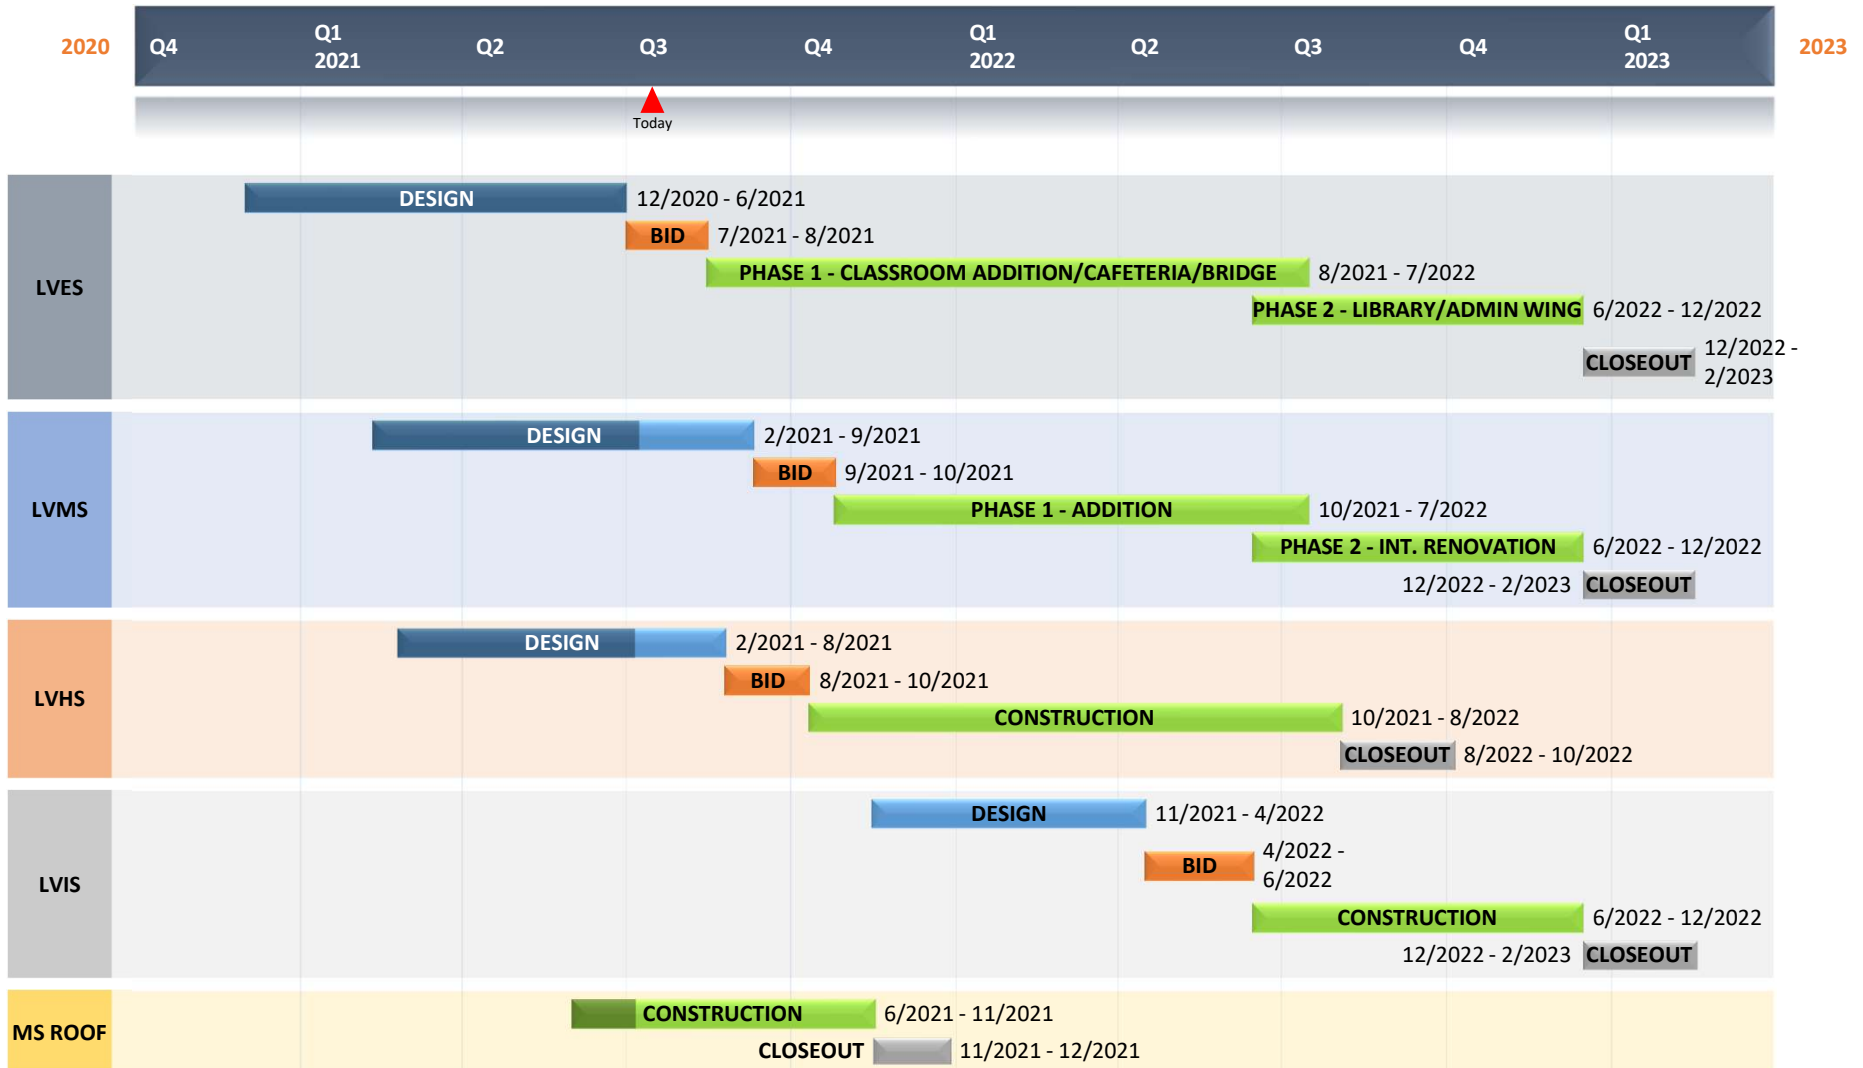 2020
Q4
Q1
2021
Q2
Q3
Q4
Q1
2022
Q2
Q3
Q4
Q1
2023
2023
Today
LVES
DESIGN 12/2020 - 6/2021
BID 7/2021 - 8/2021
PHASE 1 - CLASSROOM ADDITION/CAFETERIA/BRIDGE 8/2021 - 7/2022
PHASE 2 - LIBRARY/ADMIN WING 6/2022 - 12/2022
CLOSEOUT
12/2022 -
2/2023
LVMS
DESIGN 2/2021 - 9/2021
BID 9/2021 - 10/2021
PHASE 1 - ADDITION 10/2021 - 7/2022
PHASE 2 - INT. RENOVATION 6/2022 - 12/2022
12/2022 - 2/2023 CLOSEOUT
LVHS
DESIGN 2/2021 - 8/2021
BID 8/2021 - 10/2021
CONSTRUCTION 10/2021 - 8/2022
CLOSEOUT 8/2022 - 10/2022
LVIS
DESIGN 11/2021 - 4/2022
BID
4/2022 -
6/2022
CONSTRUCTION 6/2022 - 12/2022
12/2022 - 2/2023 CLOSEOUT
MS ROOF
CONSTRUCTION 6/2021 - 11/2021
CLOSEOUT 11/2021 - 12/2021